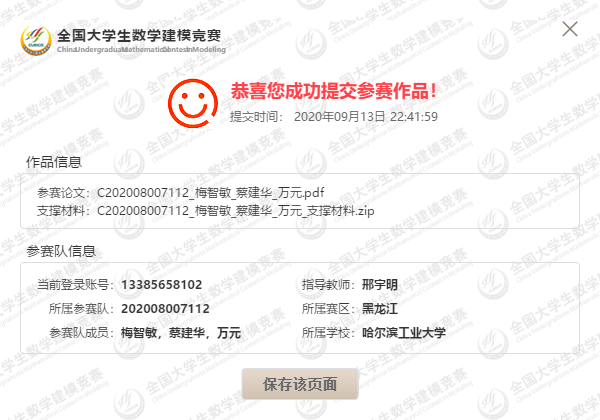 全国大学生数学建模竞赛
China Undergraduate Mathematical Contest in Modeling
恭喜您成功提交参赛作品！
提交时间： 2020年09月13日 22:41:59
作品信息
参赛论文：C202008007112_梅智敏_蔡建华_万元.pdf
支撑材料：C202008007112_梅智敏_蔡建华_万元_支撑材料.zip
参赛队信息
当前登录账号：13385658102 指导教师：邢宇明
所属参赛队：202008007112 所属赛区：黑龙江
参赛队成员：梅智敏，蔡建华，万元 所属学校：哈尔滨工业大学
保存该页面